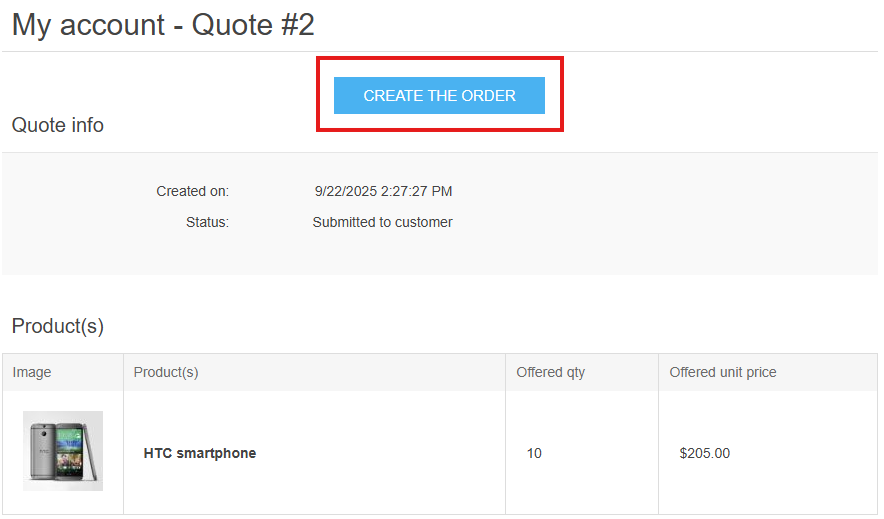 My account - Quote #2
CREATE THE ORDER
Quote info
Created on: 9/22/2025 2:27:27 PM
Status: Submitted to customer
Product(s)
Image Product(s) Offered qty Offered unit price
HTC smartphone 10 $205.00